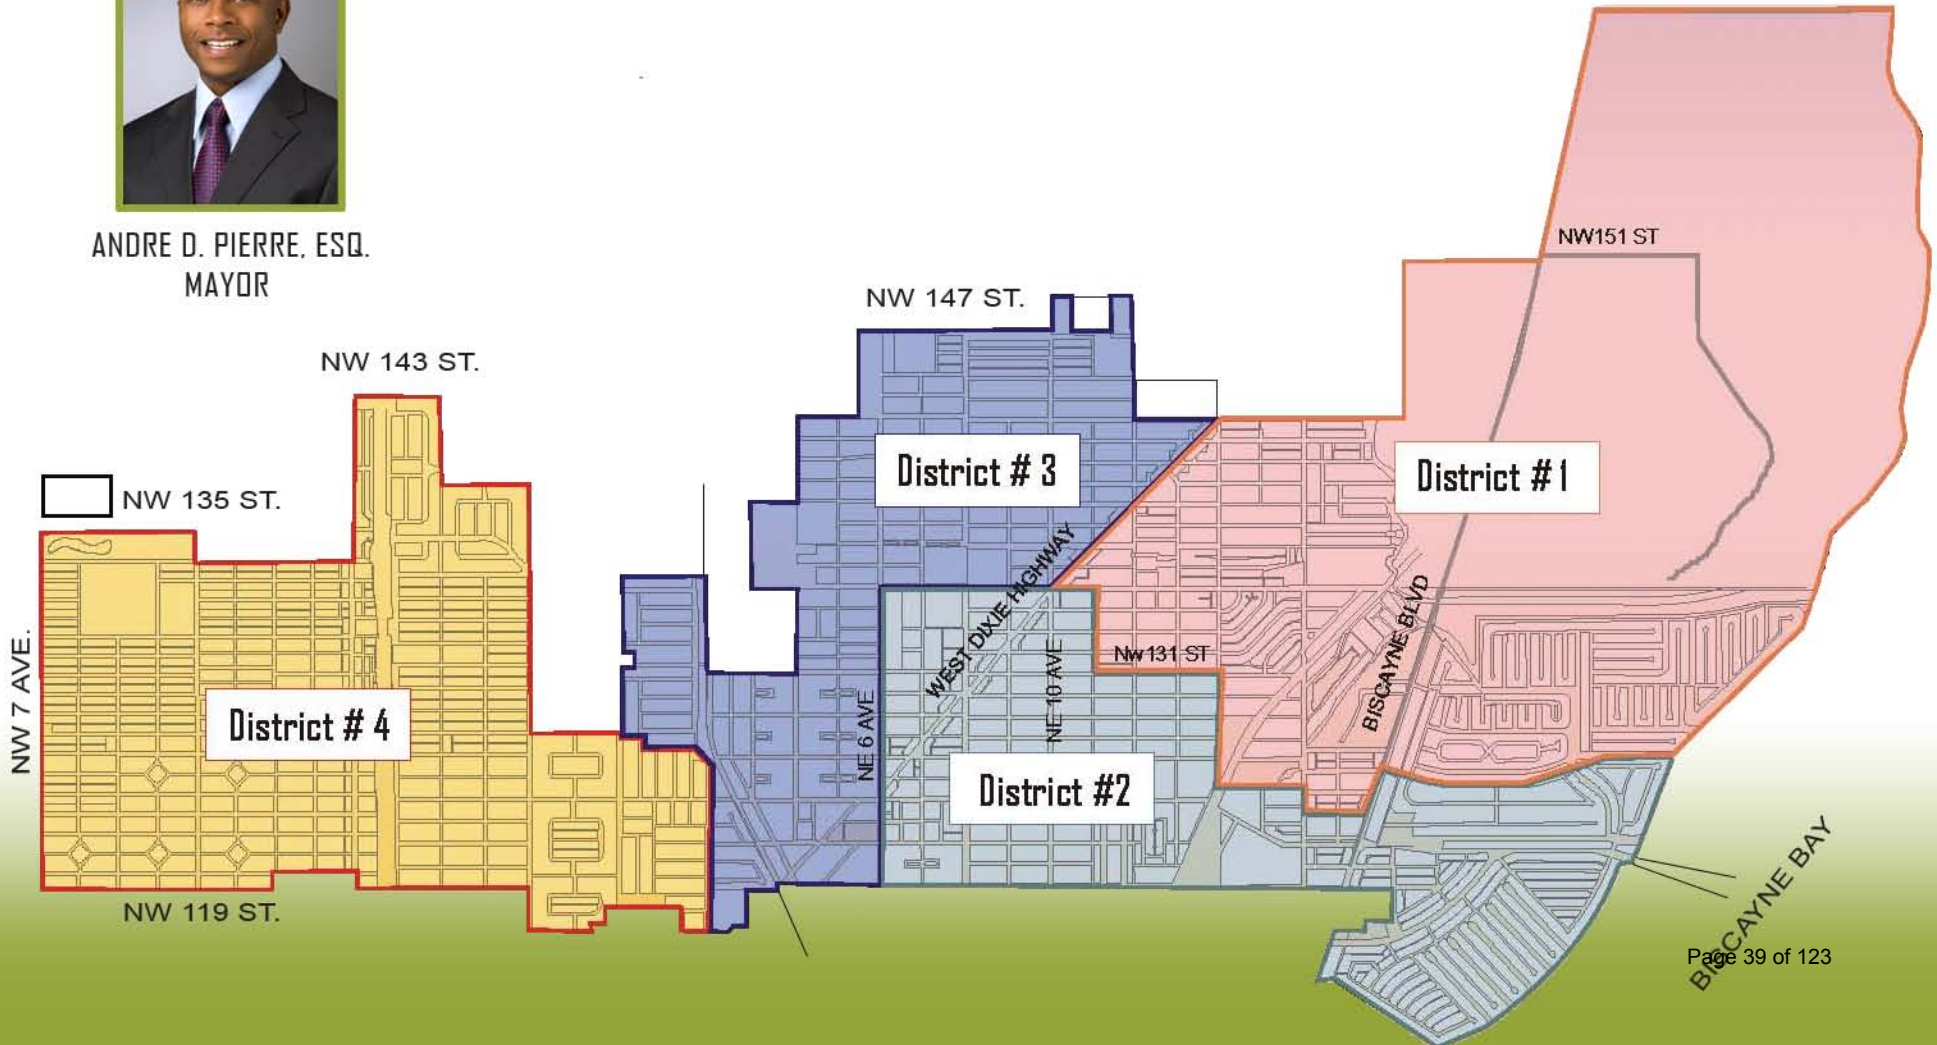 ANDRE D. PIERRE, ESQ.
MAYOR
NW151 ST
NW 147 ST.
NW 143 ST.
District # 3
District #1
NW 135 ST.
WEST DIXIE HIGHWAY
BISCAYNE BLVD
NW 7 AVE.
NW131 ST
NE 10 AVE
NE 6 AVE
District # 4
District #2
NW 119 ST.
BISCAYNE BAY
Page 39 of 123